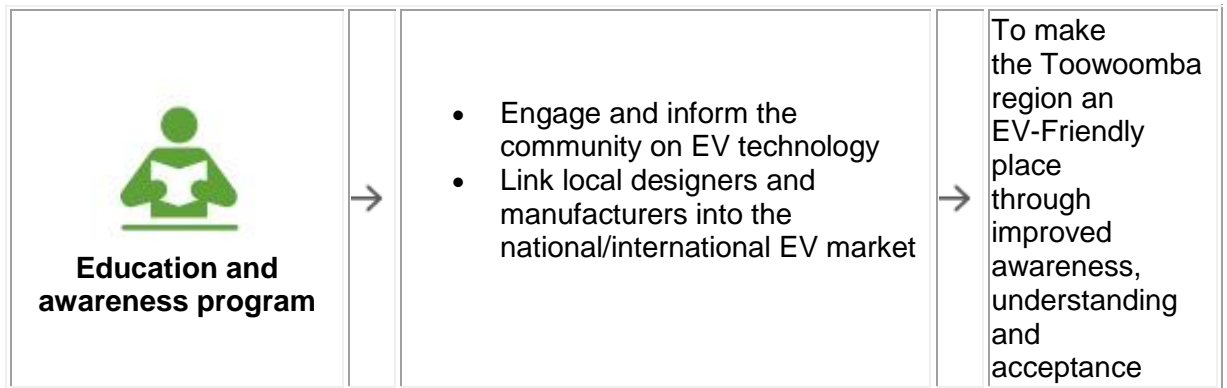 Education and
awareness program
→
• Engage and inform the
community on EV technology
• Link local designers and
manufacturers into the
national/international EV market
→
To make
the Toowoomba
region an
EV-Friendly
place
through
improved
awareness,
understanding
and
acceptance